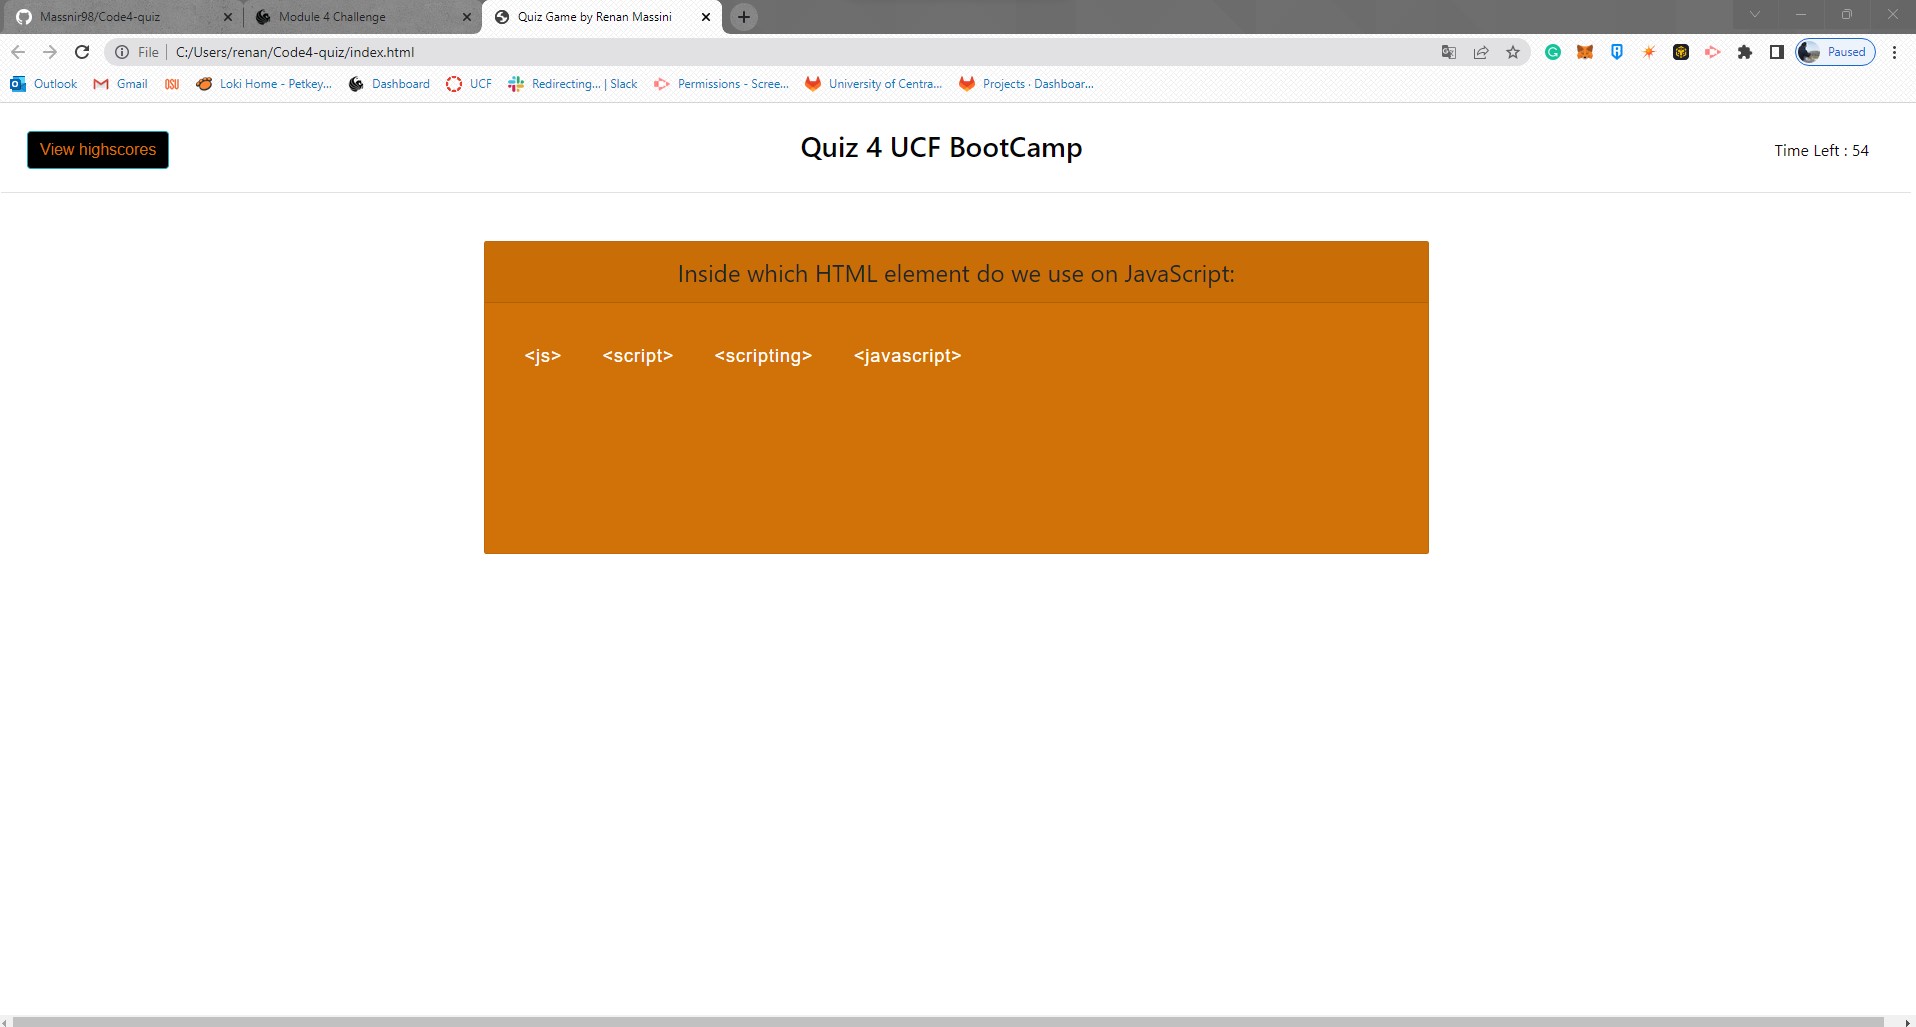 Massnir98/Code4-quiz
Module 4 Challenge
Quiz Game by Renan Massini
File
C:/Users/renan/Code4-quiz/index.html
Paused
Outlook
Gmail
OSU
Loki Home - Petkey...
Dashboard
UCF
Redirecting... | Slack
Permissions - Scree...
University of Centra...
Projects · Dashboar...
View highscores
Quiz 4 UCF BootCamp
Time Left : 54
Inside which HTML element do we use on JavaScript:
<js> <script> <scripting> <javascript>